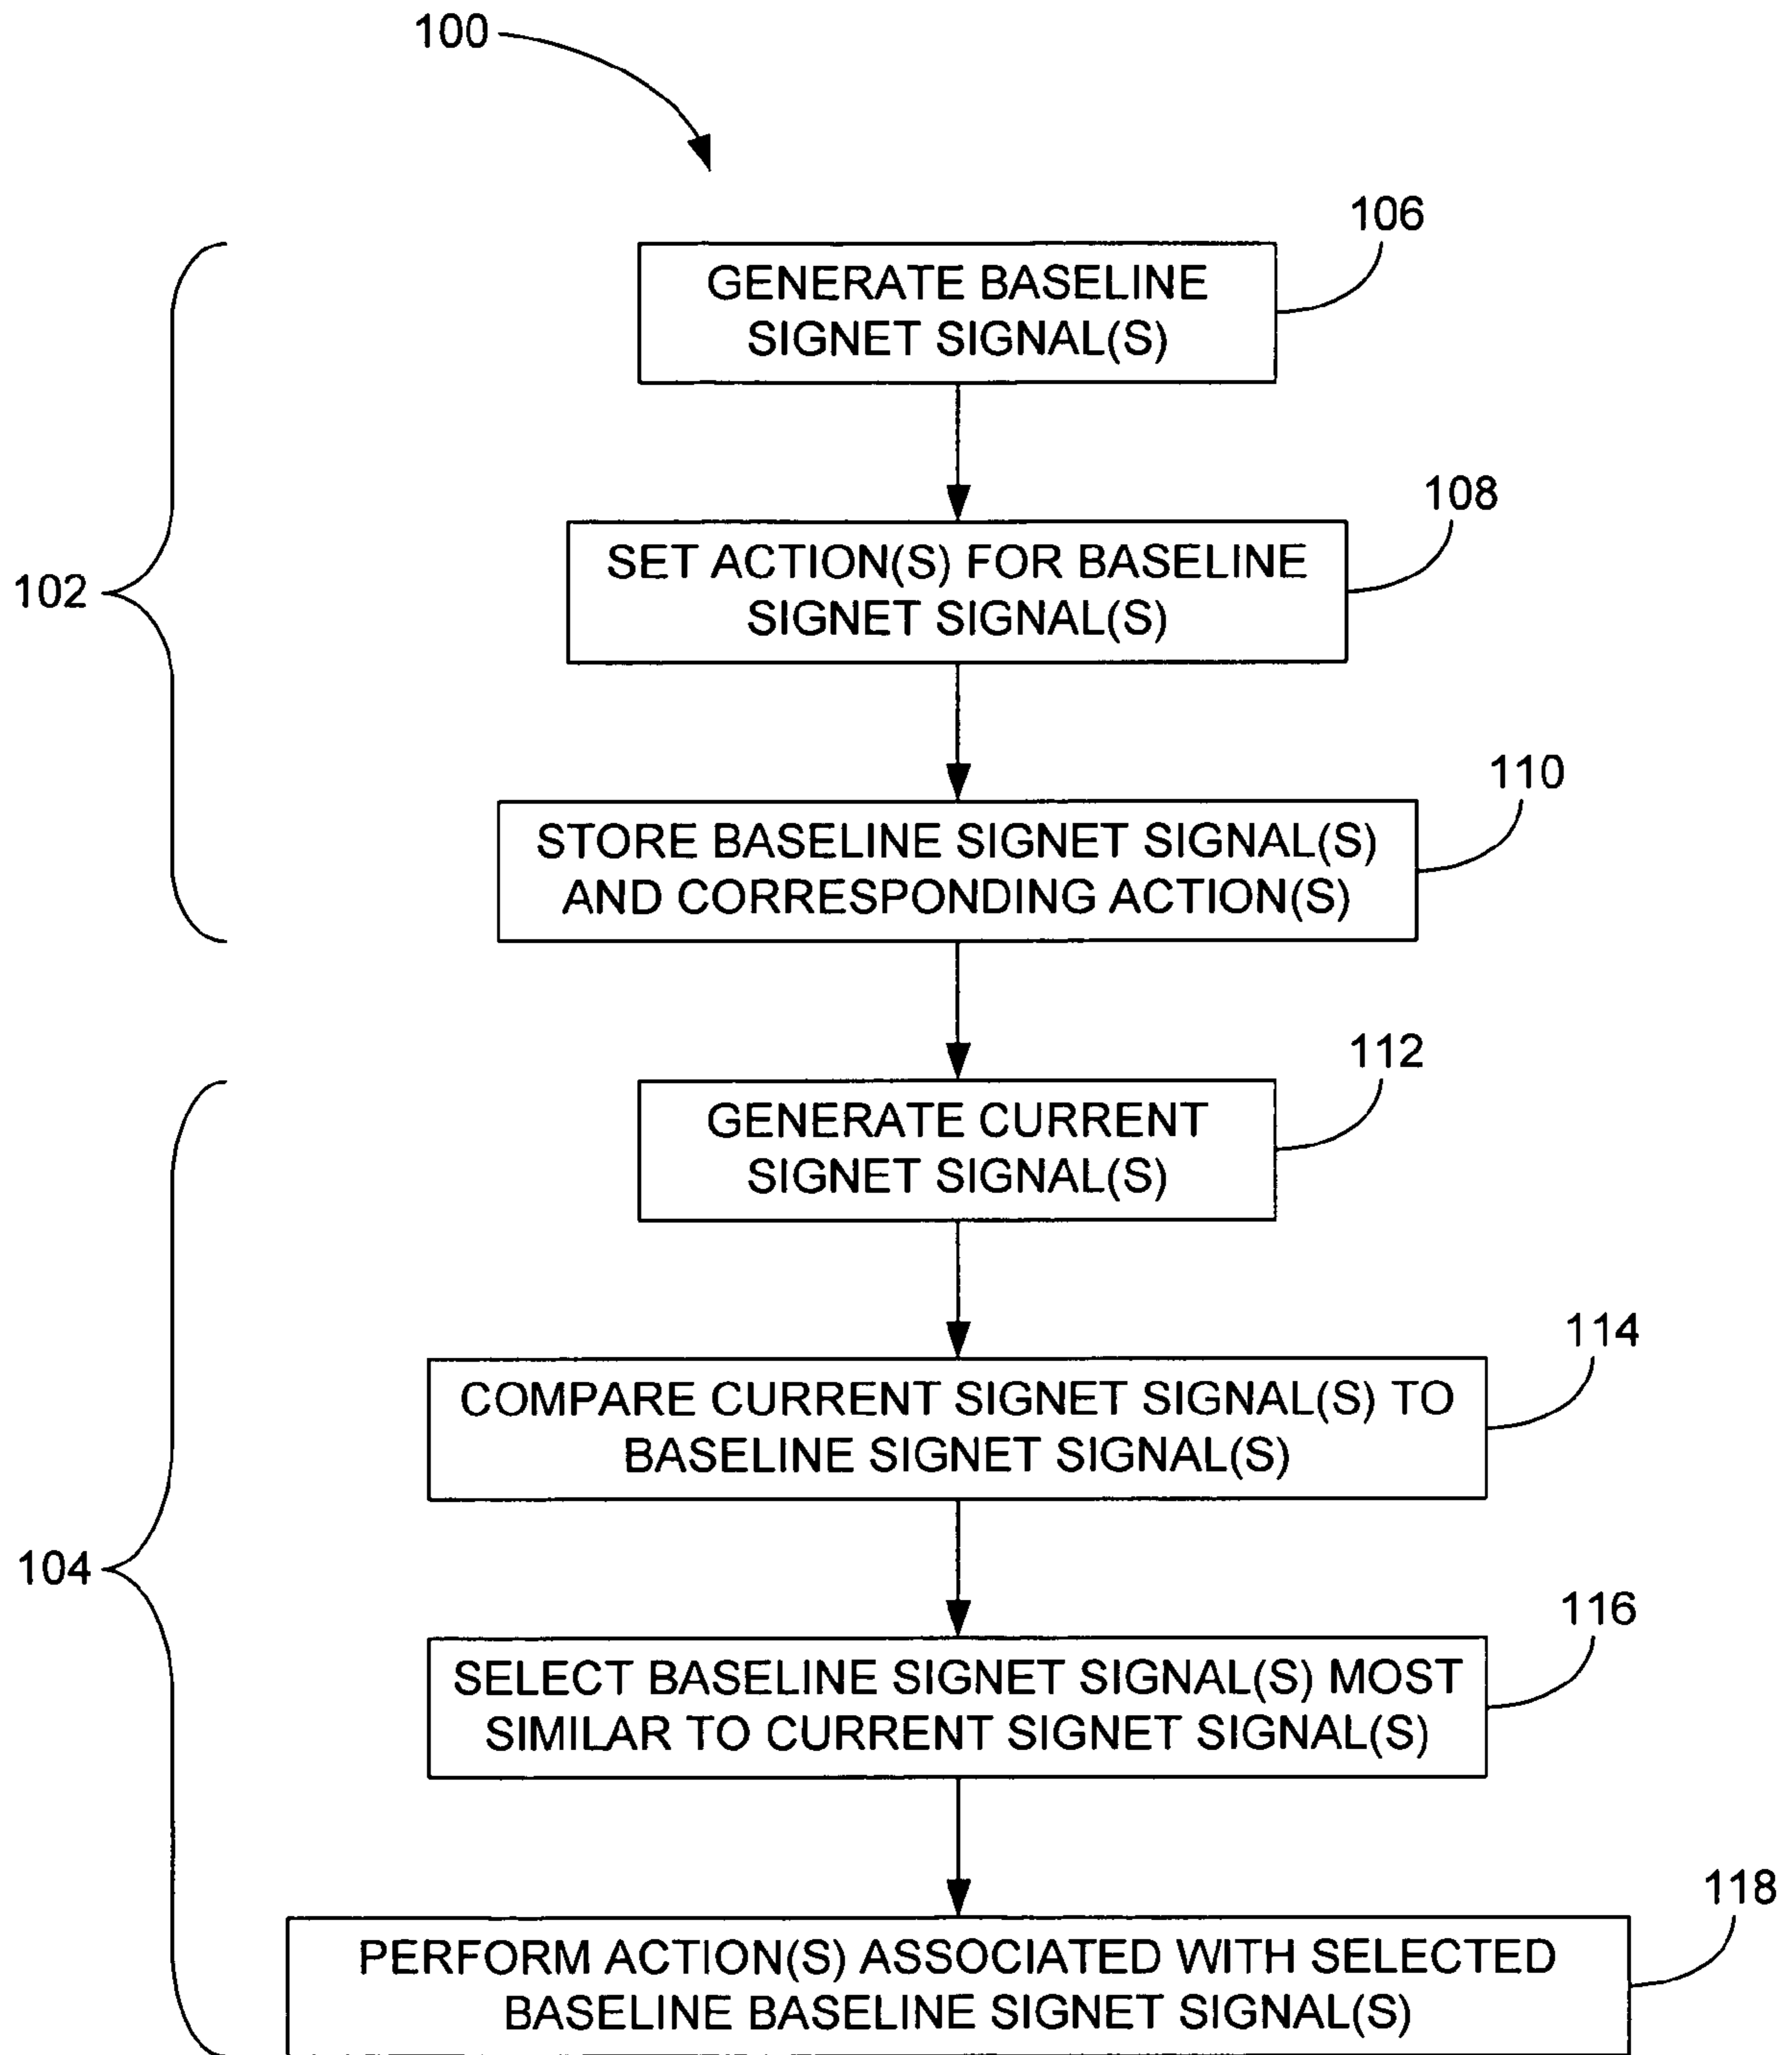 100
106
GENERATE BASELINE
SIGNET SIGNAL(S)
108
SET ACTION(S) FOR BASELINE
SIGNET SIGNAL(S)
102
110
STORE BASELINE SIGNET SIGNAL(S)
AND CORRESPONDING ACTION(S)
112
GENERATE CURRENT
SIGNET SIGNAL(S)
114
COMPARE CURRENT SIGNET SIGNAL(S) TO
BASELINE SIGNET SIGNAL(S)
104
116
SELECT BASELINE SIGNET SIGNAL(S) MOST
SIMILAR TO CURRENT SIGNET SIGNAL(S)
118
PERFORM ACTION(S) ASSOCIATED WITH SELECTED
BASELINE BASELINE SIGNET SIGNAL(S)